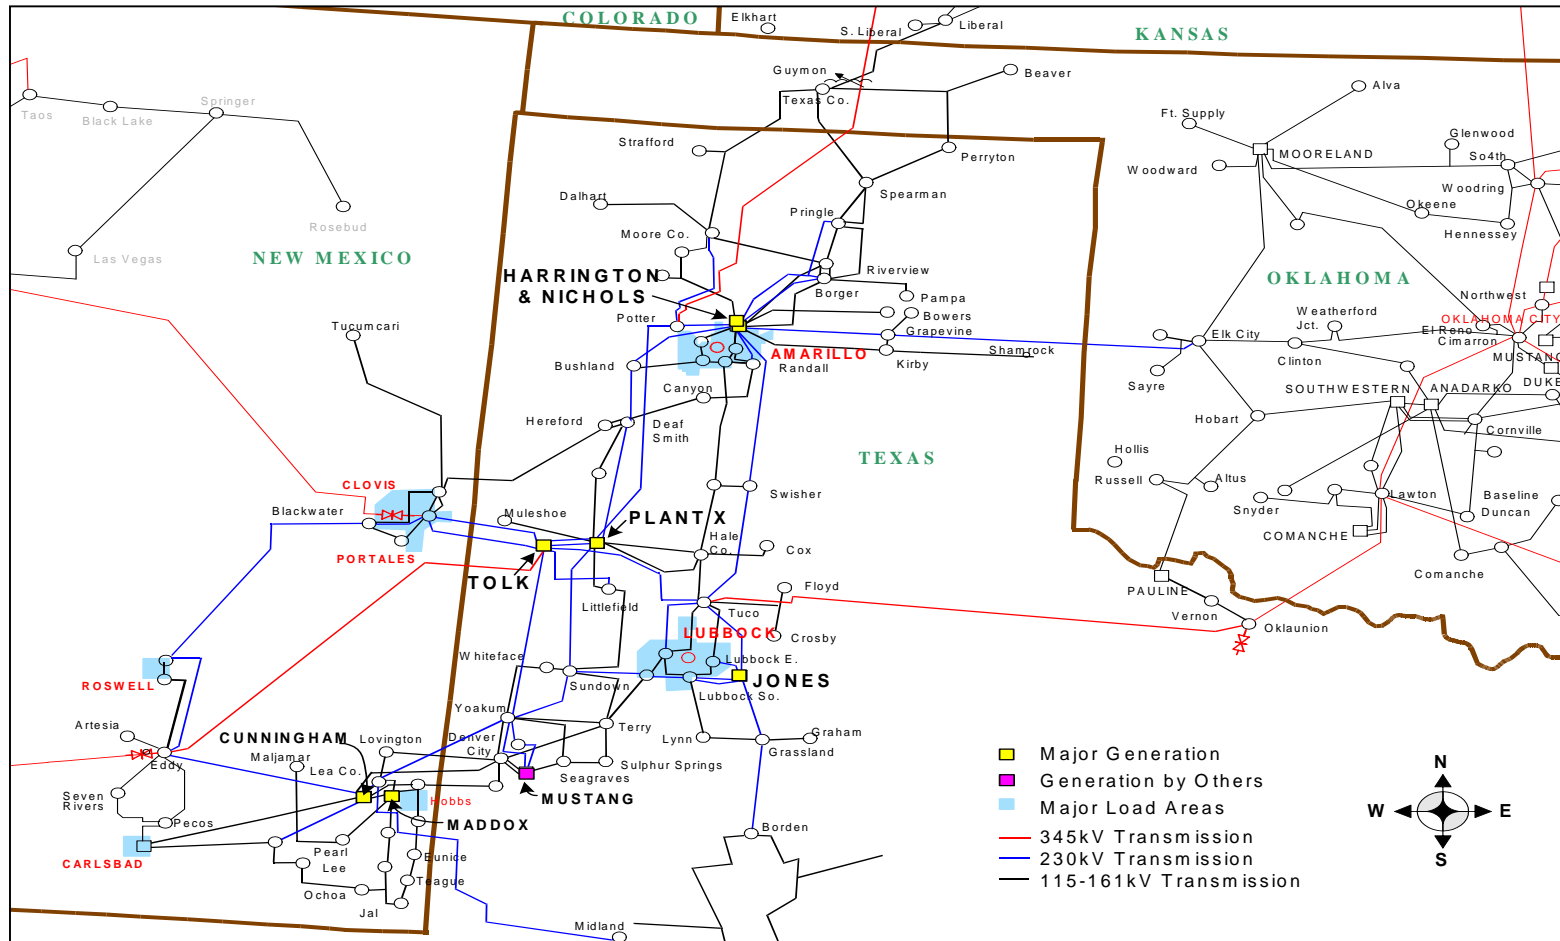 COLORADO
Elkhart
S. Liberal
Liberal
KANSAS
Guymon
Beaver
Texas Co.
Alva
Ft. Supply
Taos
Black Lake
Springer
Strafford
Perryton
MOORELAND
Glenwood
So4th
Woodward
Woodring
Dalhart
Spearman
Rosebud
Pringle
Okeene
Hennessey
Moore Co.
Las Vegas
NEW MEXICO
HARRINGTON
& NICHOLS
Riverview
Borger
Pampa
OKLAHOMA
Northwest
Tucumcari
Potter
Bowers
Grapevine
Weatherford
Jct.
OKLAHOMA CITY
El Reno
Cimarron
Elk City
AMARILLO
Shamrock
MUSTANG
Bushland
Randall
Kirby
Clinton
Sayre
DUKE
Canyon
SOUTHWESTERN
ANADARKO
Hereford
Deaf
Smith
Hobart
Cornville
TEXAS
Hollis
Russell
Altus
CLOVIS
Swisher
Lawton
Baseline
Blackwater
Muleshoe
PLANT X
Snyder
Duncan
Hale
Co.
Cox
COMANCHE
PORTALES
TOLK
Comanche
Littlefield
Floyd
PAULINE
Tuco
Vernon
Oklaunion
LUBBOCK
Crosby
Whiteface
Lubbock E.
ROSWELL
Sundown
JONES
Lubbock So.
Yoakum
Artesia
Terry
Denver
City
CUNNINGHAM
Lovington
Lynn
Graham
Grassland
Maljamar
Eddy
Lea Co.
Sulphur Springs
Seagraves
Major Generation
Generation by Others
Major Load Areas
345kV Transmission
230kV Transmission
115-161kV Transmission
N
W
E
S
Seven
Rivers
Hobbs
MUSTANG
Pecos
MADDOX
Borden
CARLSBAD
Pearl
Lee
Eunice
Teague
Ochoa
Jal
Midland